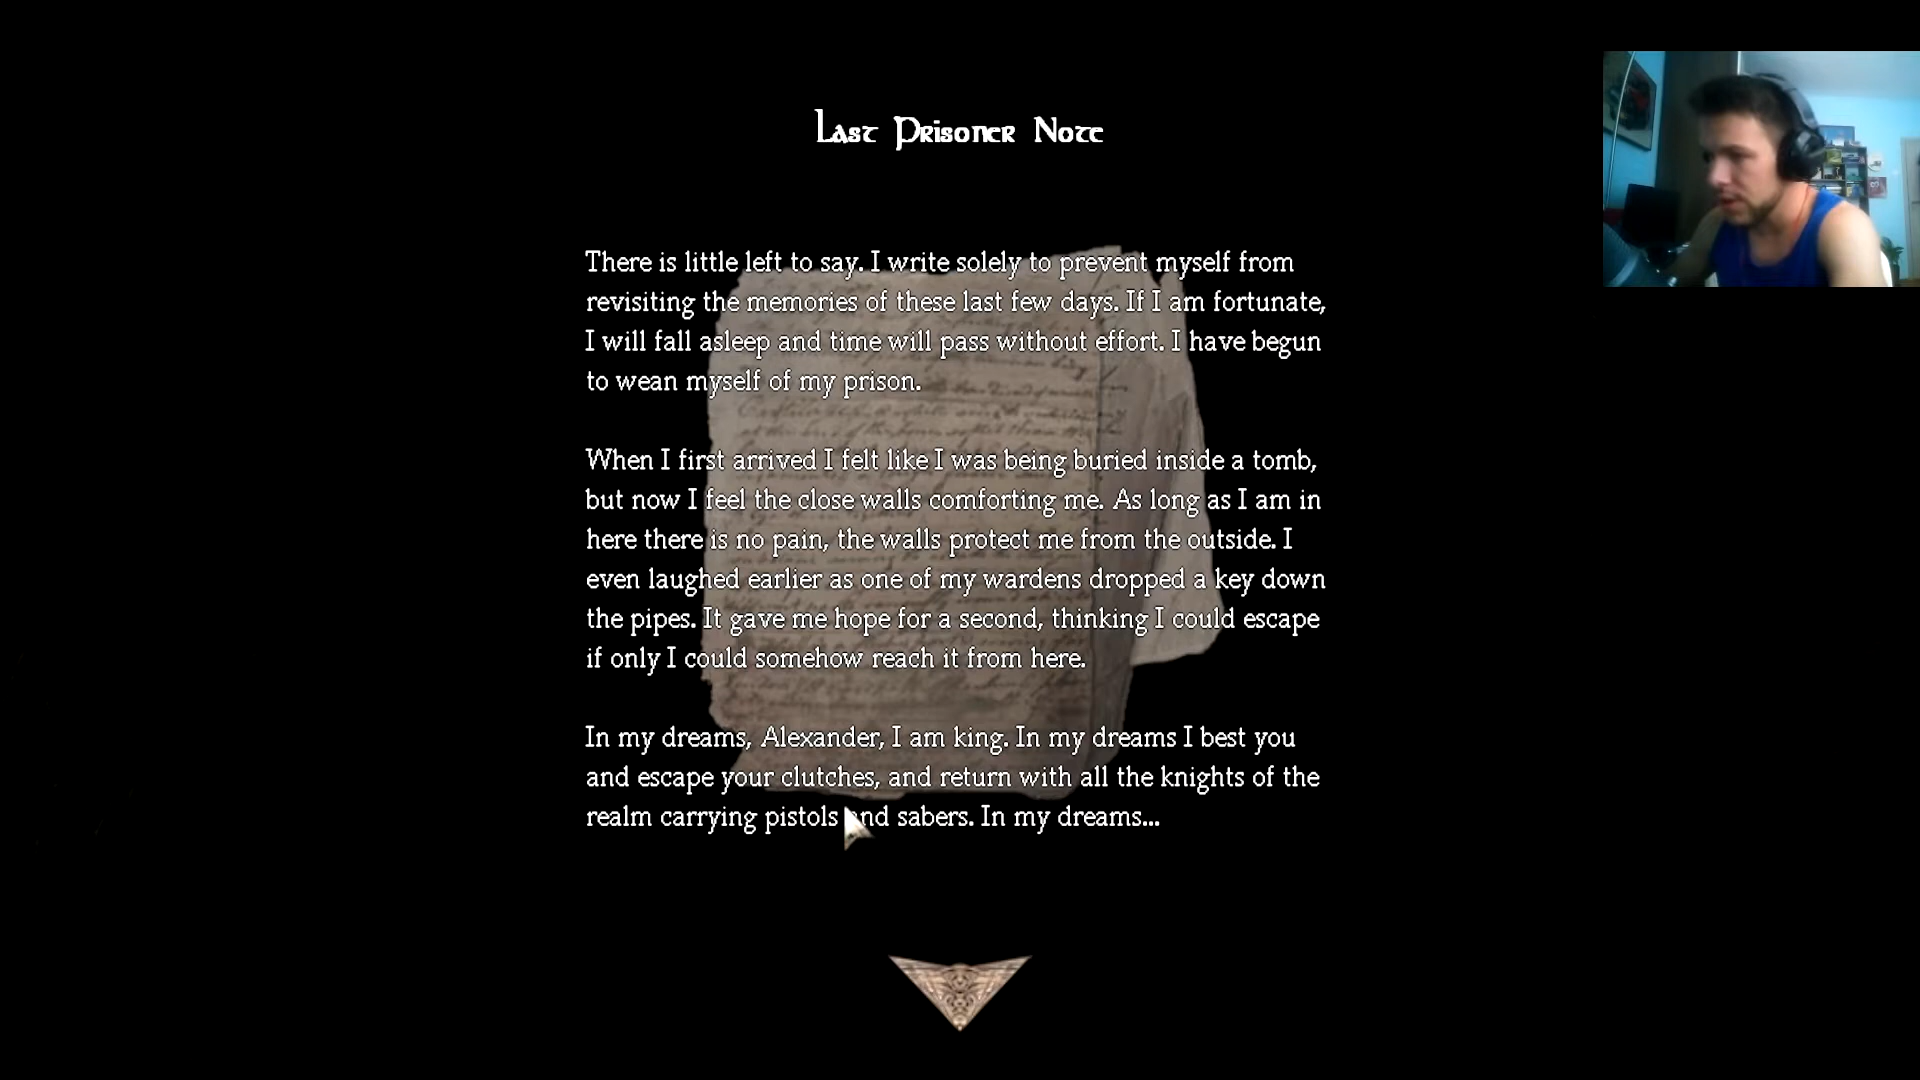 Last Prisoner Note
There is little left to say. I write solely to prevent myself from
revisiting the memories of these last few days. If I am fortunate,
I will fall asleep and time will pass without effort. I have begun
to wean myself of my prison.
When I first arrived I felt like I was being buried inside a tomb,
but now I feel the close walls comforting me. As long as I am in
here there is no pain, the walls protect me from the outside. I
even laughed earlier as one of my wardens dropped a key down
the pipes. It gave me hope for a second, thinking I could escape
if only I could somehow reach it from here.
In my dreams, Alexander, I am king. In my dreams I best you
and escape your clutches, and return with all the knights of the
realm carrying pistols and sabers. In my dreams...